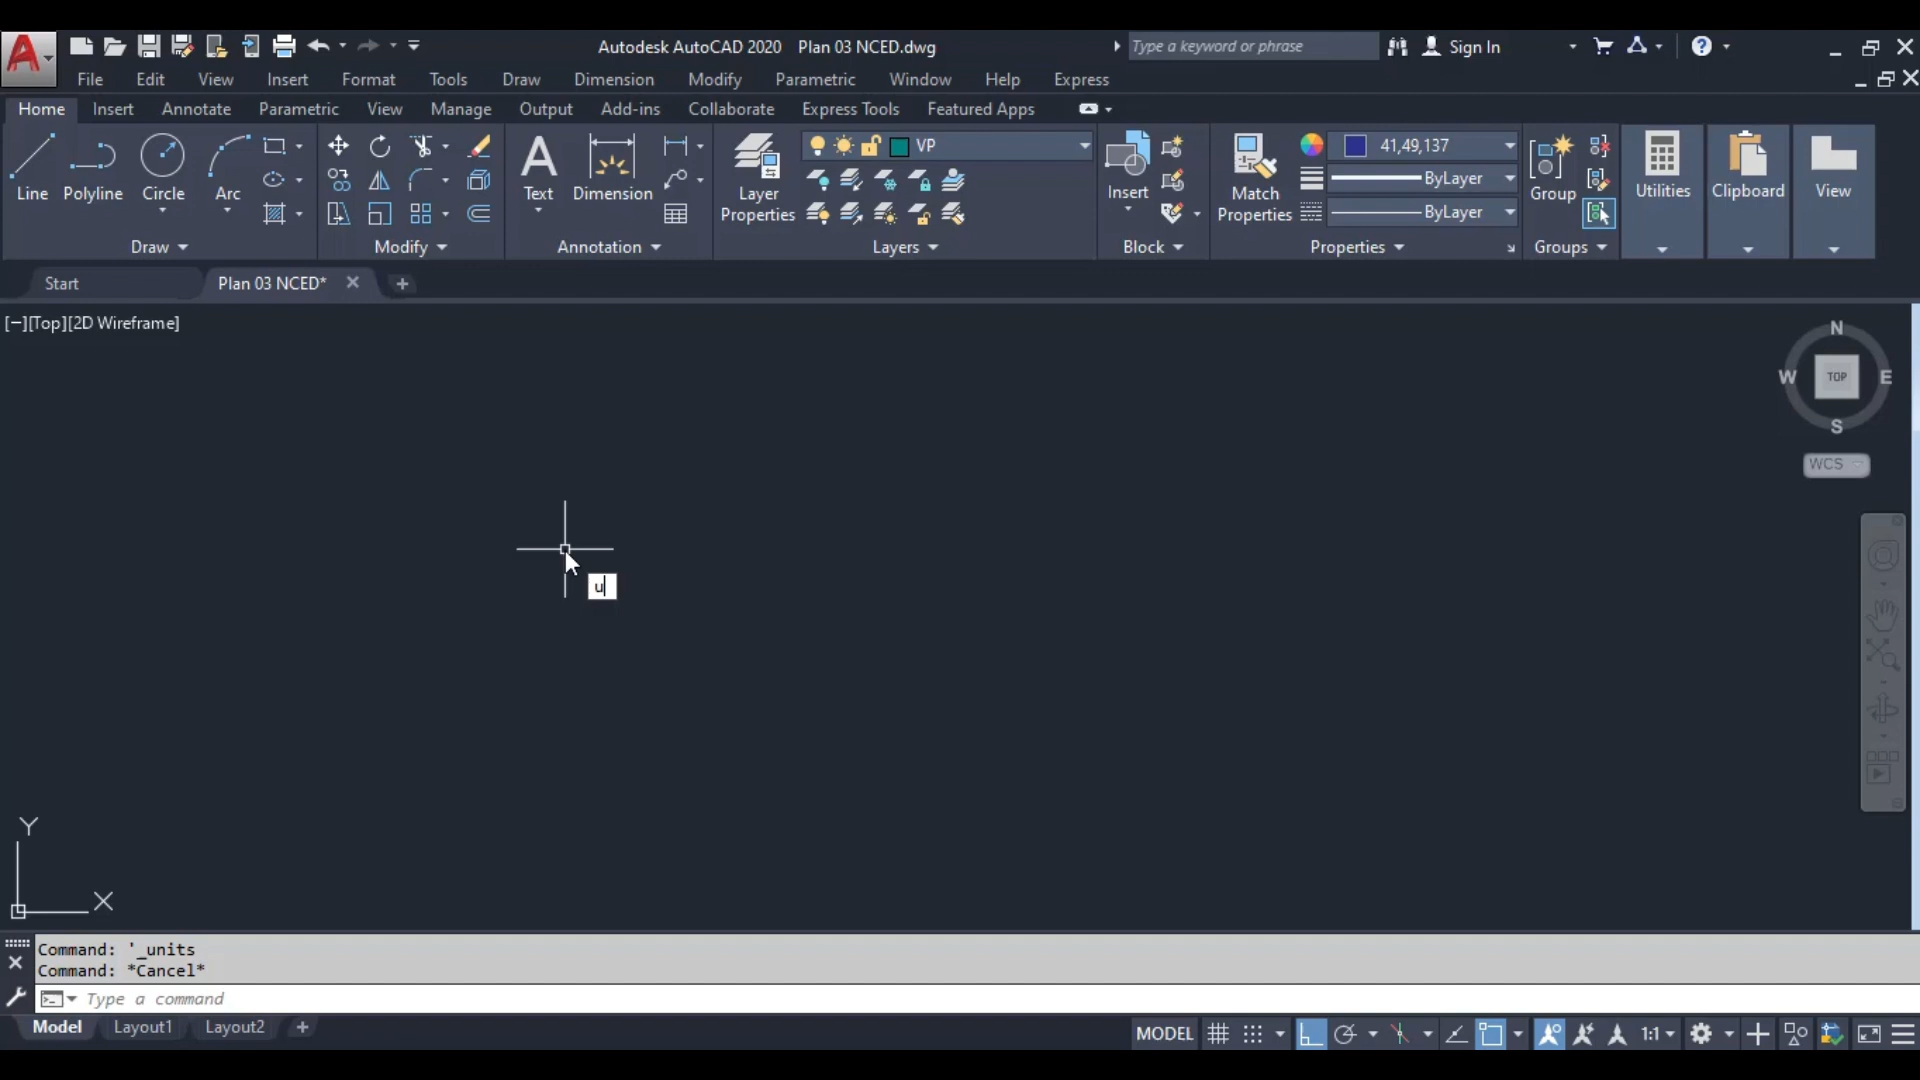 Autodesk AutoCAD 2020 Plan 03 NCED.dwg
Type a keyword or phrase
Sign In
File Edit View Insert Format Tools Draw Dimension Modify Parametric Window Help Express
Home Insert Annotate Parametric View Manage Output Add-ins Collaborate Express Tools Featured Apps
Line Polyline Circle Arc
Text Dimension
Layer Properties
VP
Insert
Match Properties
41,49,137
ByLayer
ByLayer
Group
Utilities Clipboard View
Draw Modify Annotation Layers Block Properties Groups
Start Plan 03 NCED*
[−][Top][2D Wireframe]
N
W TOP E
S
WCS
u
Y
X
Command: '_units
Command: *Cancel*
Type a command
Model Layout1 Layout2
MODEL 1:1